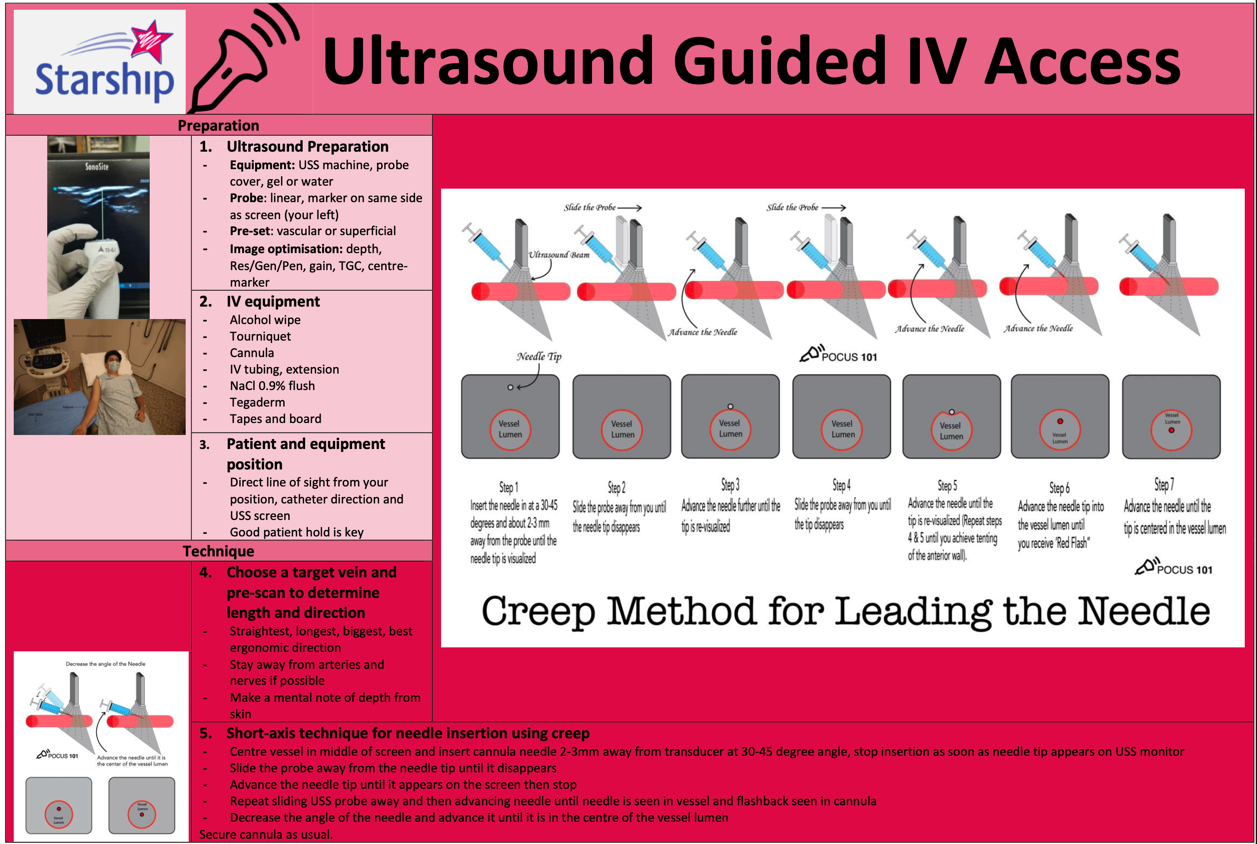 Starship
Ultrasound Guided IV Access
Preparation
SonoSite
1. Ultrasound Preparation
- Equipment: USS machine, probe
cover, gel or water
- Probe: linear, marker on same side
as screen (your left)
- Pre-set: vascular or superficial
- Image optimisation: depth,
Res/Gen/Pen, gain, TGC, centre-
marker
2. IV equipment
- Alcohol wipe
- Tourniquet
- Cannula
- IV tubing, extension
- NaCl 0.9% flush
- Tegaderm
- Tapes and board
3. Patient and equipment
position
- Direct line of sight from your
position, catheter direction and
USS screen
- Good patient hold is key
Technique
4. Choose a target vein and
pre-scan to determine
length and direction
- Straightest, longest, biggest, best
ergonomic direction
- Stay away from arteries and
nerves if possible
- Make a mental note of depth from
skin
Slide the Probe
Slide the Probe
Ultrasound Beam
Advance the Needle
Advance the Needle
Advance the Needle
Needle Tip
POCUS 101
Vessel
Lumen
Vessel
Lumen
Vessel
Lumen
Vessel
Lumen
Vessel
Lumen
Vessel
Lumen
Vessel
Lumen
Step 1
Insert the needle in at a 30-45
degrees and about 2-3 mm
away from the probe until the
needle tip is visualized
Step 2
Slide the probe away from you until
the needle tip disappears
Step 3
Advance the needle further until the
tip is re-visualized
Step 4
Slide the probe away from you until
the tip disappears
Step 5
Advance the needle until the
tip is re-visualized (Repeat steps
4 & 5 until you achieve tenting
of the anterior wall).
Step 6
Advance the needle tip into
the vessel lumen until
you receive "Red Flash"
Step 7
Advance the needle until the
tip is centered in the vessel lumen
POCUS 101
Creep Method for Leading the Needle
Decrease the angle of the Needle
POCUS 101
Advance the needle until it is
the center of the vessel lumen
Vessel
Lumen
Vessel
Lumen
5. Short-axis technique for needle insertion using creep
- Centre vessel in middle of screen and insert cannula needle 2-3mm away from transducer at 30-45 degree angle, stop insertion as soon as needle tip appears on USS monitor
- Slide the probe away from the needle tip until it disappears
- Advance the needle tip until it appears on the screen then stop
- Repeat sliding USS probe away and then advancing needle until needle is seen in vessel and flashback seen in cannula
- Decrease the angle of the needle and advance it until it is in the centre of the vessel lumen
Secure cannula as usual.